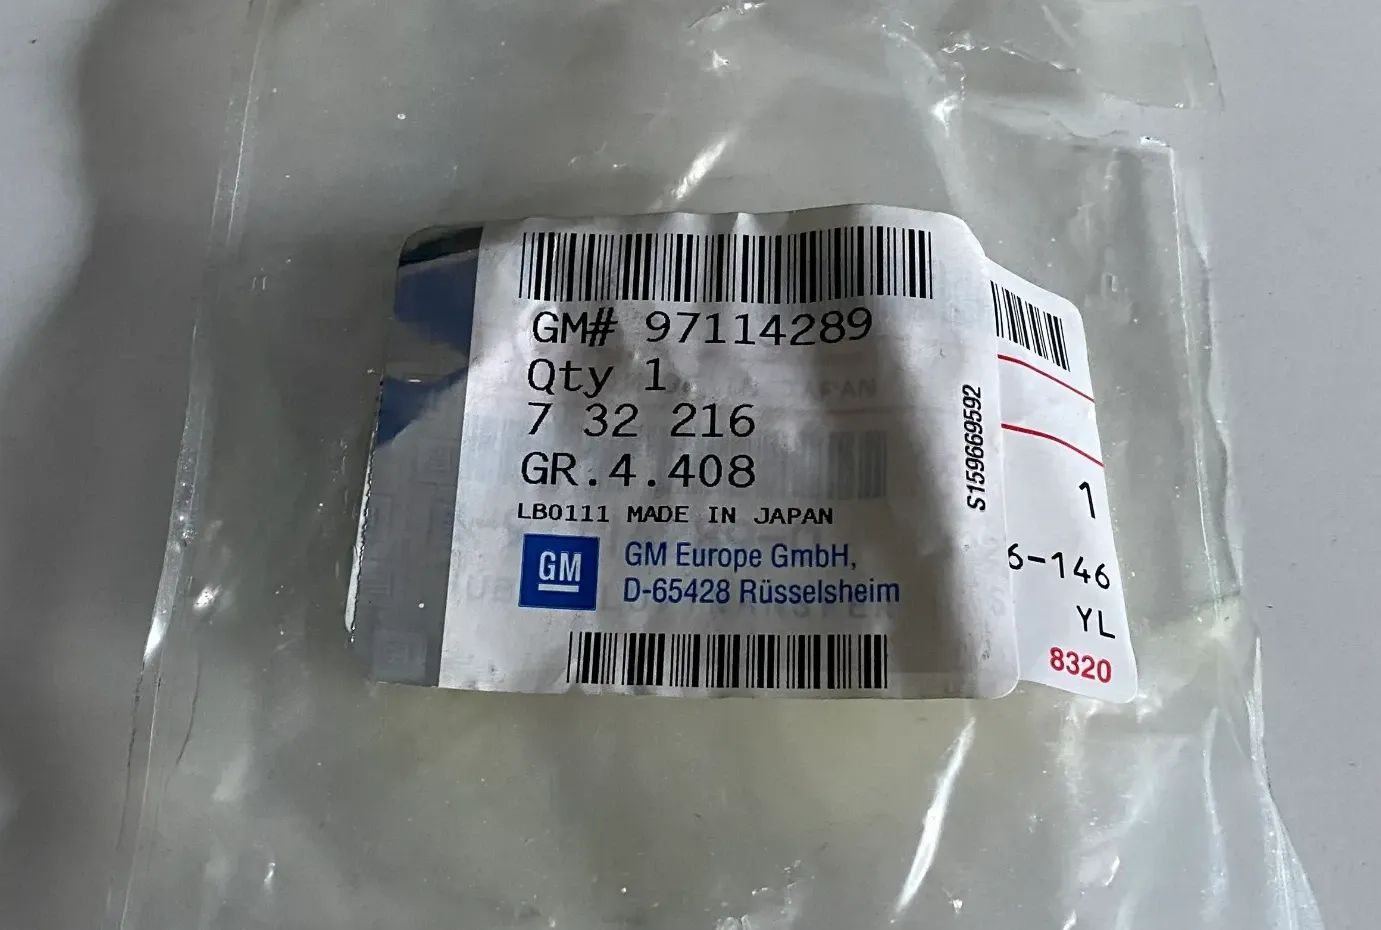 GM# 97114289
Qty 1
7 32 216
GR.4.408
LB0111 MADE IN JAPAN
GM
GM Europe GmbH,
D-65428 Rüsselsheim
S159669592
1
6-146
YL
8320